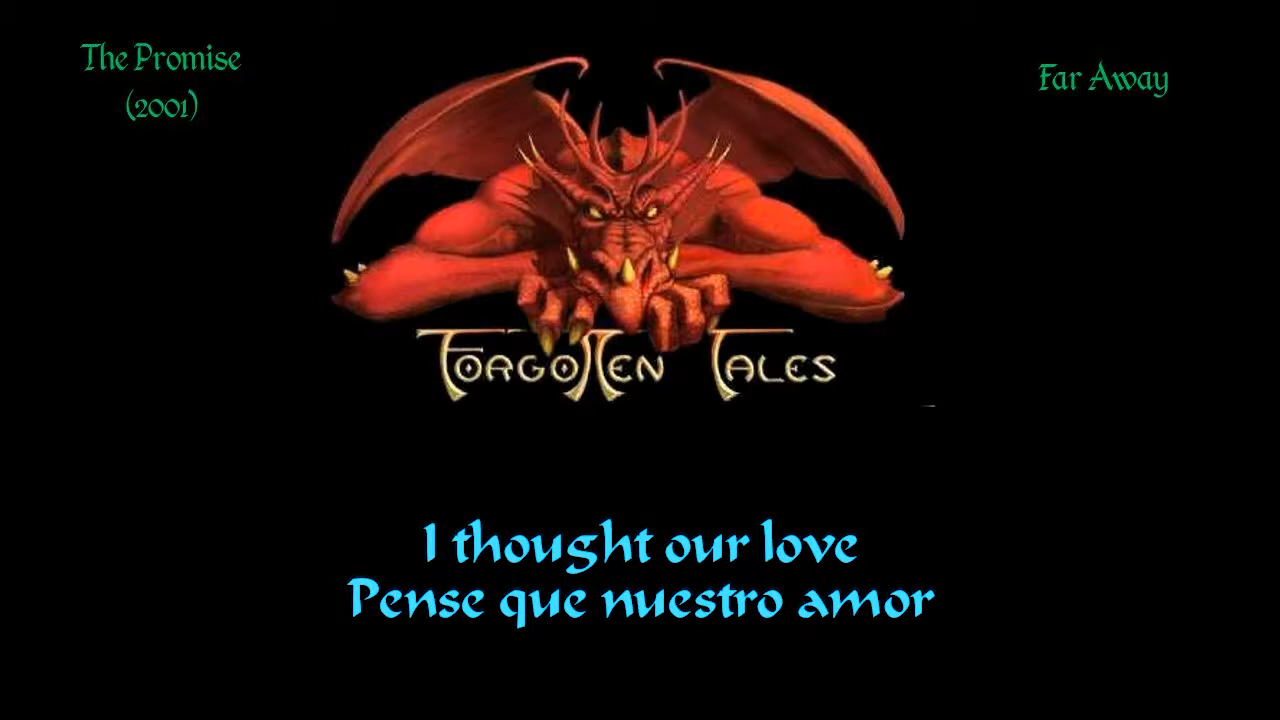 The Promise
(2001)
Far Away
Forgotten Tales
I thought our love
Pense que nuestro amor